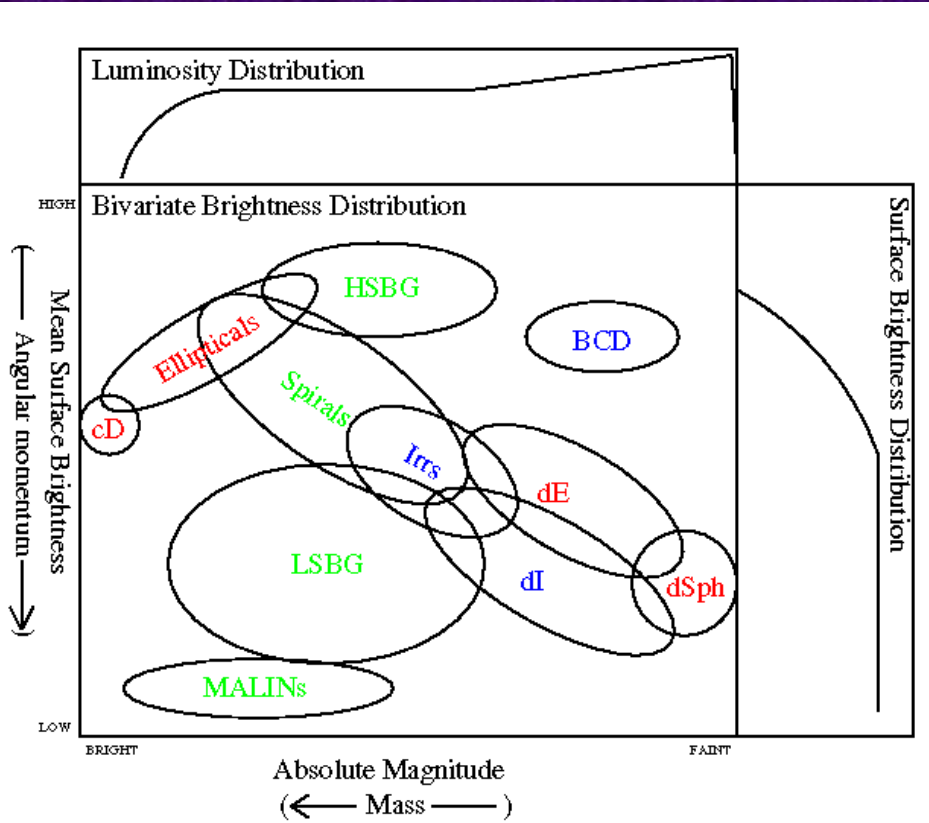 Luminosity Distribution
HIGH
Bivariate Brightness Distribution
Surface Brightness Distribution
Mean Surface Brightness
( Angular momentum )
HSBG
BCD
Ellipticals
Spirals
cD
Irrs
dE
LSBG
dI
dSph
MALINs
LOW
BRIGHT
FAINT
Absolute Magnitude
( Mass )